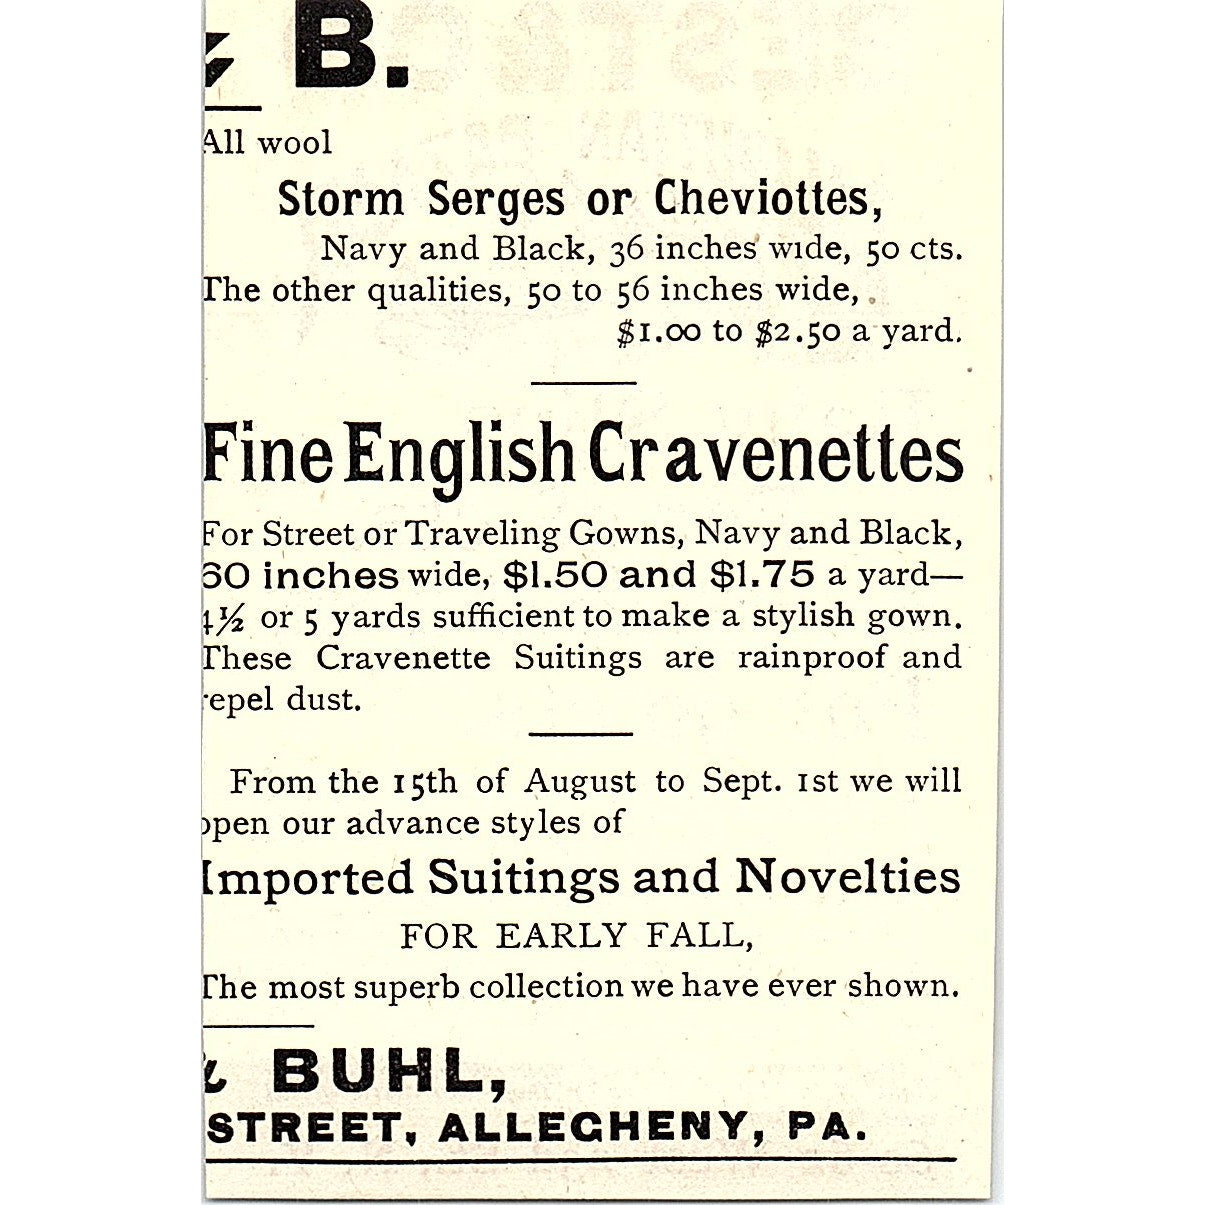 & B.
All wool
Storm Serges or Cheviottes,
Navy and Black, 36 inches wide, 50 cts.
The other qualities, 50 to 56 inches wide,
$1.00 to $2.50 a yard.
Fine English Cravenettes
For Street or Traveling Gowns, Navy and Black,
60 inches wide, $1.50 and $1.75 a yard—
4½ or 5 yards sufficient to make a stylish gown.
These Cravenette Suitings are rainproof and
repel dust.
From the 15th of August to Sept. 1st we will
open our advance styles of
Imported Suitings and Novelties
FOR EARLY FALL,
The most superb collection we have ever shown.
& BUHL,
STREET, ALLEGHENY, PA.